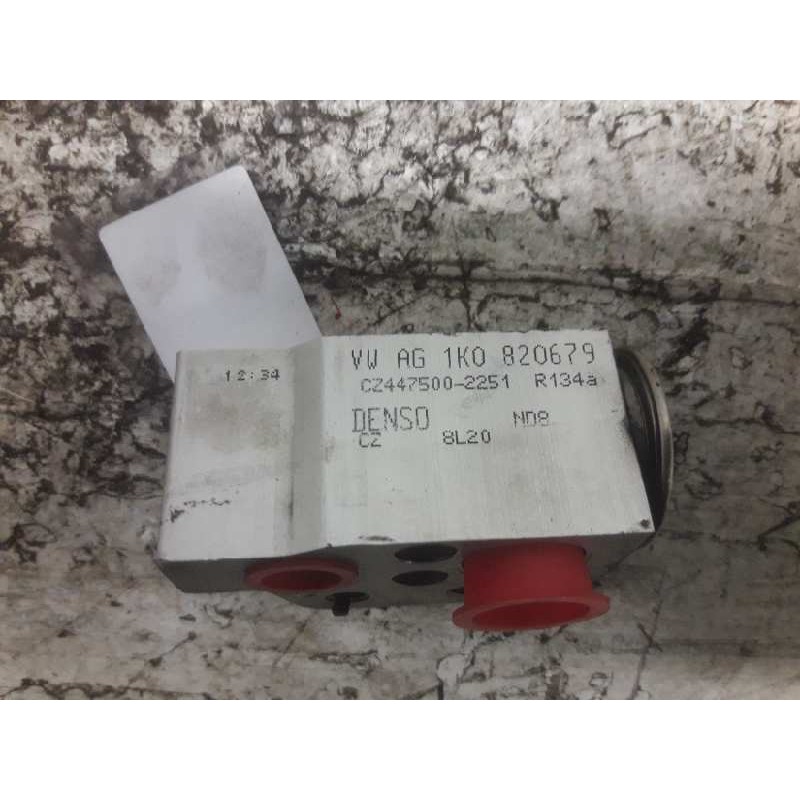 VW AG 1K0 820679
12:34
CZ447500-2251 R134a
DENSO ND8
CZ 8L20